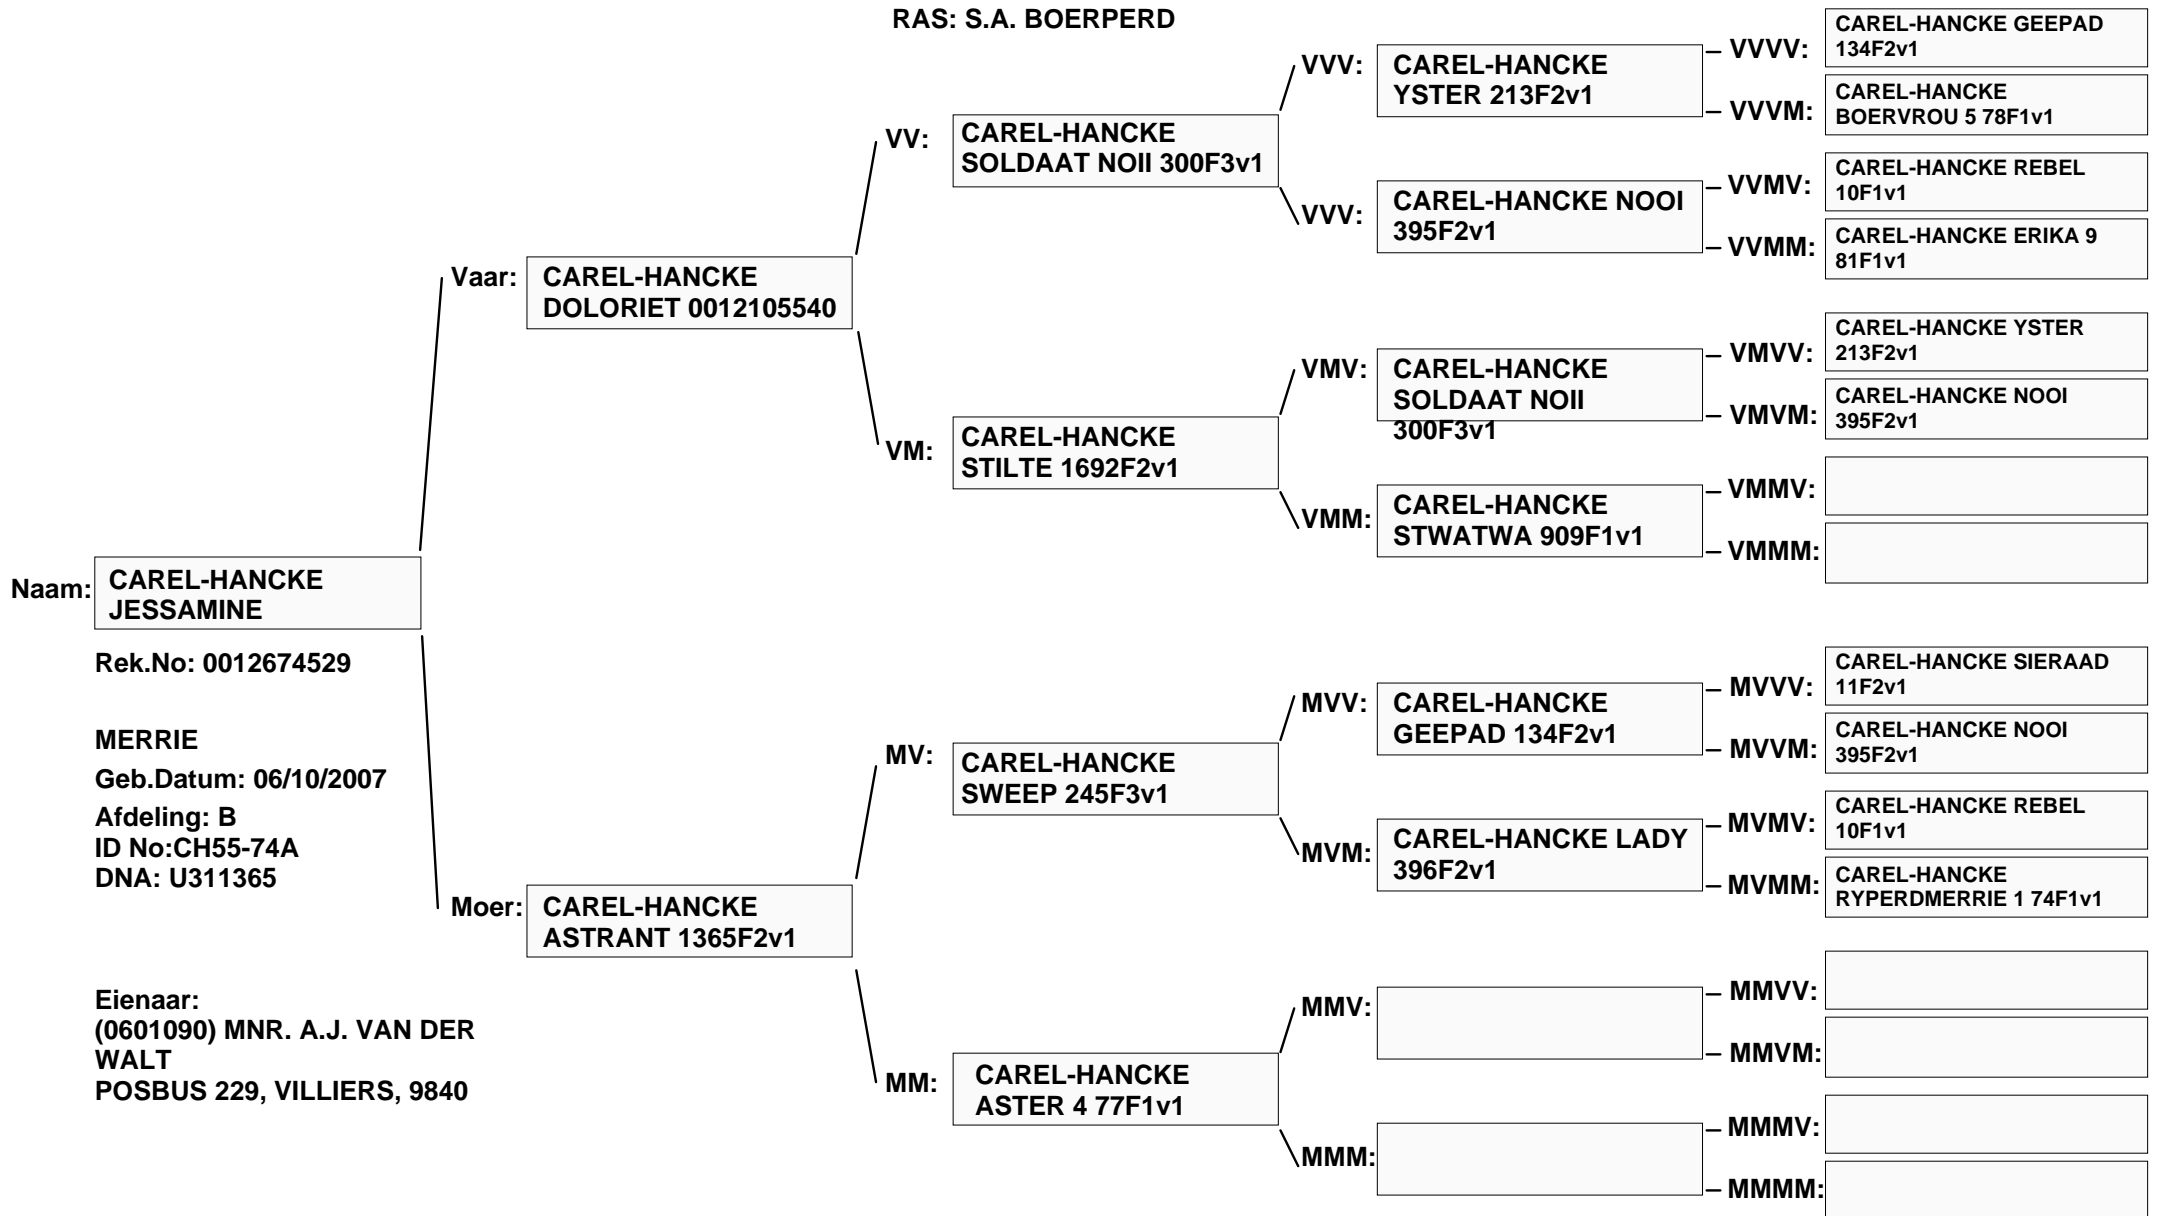 RAS: S.A. BOERPERD
Naam:
CAREL-HANCKE
JESSAMINE
Rek.No: 0012674529
MERRIE
Geb.Datum: 06/10/2007
Afdeling: B
ID No:CH55-74A
DNA: U311365
Eienaar:
(0601090) MNR. A.J. VAN DER
WALT
POSBUS 229, VILLIERS, 9840
Vaar:
CAREL-HANCKE
DOLORIET 0012105540
Moer:
CAREL-HANCKE
ASTRANT 1365F2v1
VV:
CAREL-HANCKE
SOLDAAT NOII 300F3v1
VM:
CAREL-HANCKE
STILTE 1692F2v1
MV:
CAREL-HANCKE
SWEEP 245F3v1
MM:
CAREL-HANCKE
ASTER 4 77F1v1
VVV:
CAREL-HANCKE
YSTER 213F2v1
VVV:
CAREL-HANCKE NOOI
395F2v1
VMV:
CAREL-HANCKE
SOLDAAT NOII
300F3v1
VMM:
CAREL-HANCKE
STWATWA 909F1v1
MVV:
CAREL-HANCKE
GEEPAD 134F2v1
MVM:
CAREL-HANCKE LADY
396F2v1
MMV:
MMM:
– VVVV:
CAREL-HANCKE GEEPAD
134F2v1
– VVVM:
CAREL-HANCKE
BOERVROU 5 78F1v1
– VVMV:
CAREL-HANCKE REBEL
10F1v1
– VVMM:
CAREL-HANCKE ERIKA 9
81F1v1
– VMVV:
CAREL-HANCKE YSTER
213F2v1
– VMVM:
CAREL-HANCKE NOOI
395F2v1
– VMMV:
– VMMM:
– MVVV:
CAREL-HANCKE SIERAAD
11F2v1
– MVVM:
CAREL-HANCKE NOOI
395F2v1
– MVMV:
CAREL-HANCKE REBEL
10F1v1
– MVMM:
CAREL-HANCKE
RYPERDMERRIE 1 74F1v1
– MMVV:
– MMVM:
– MMMV:
– MMMM: